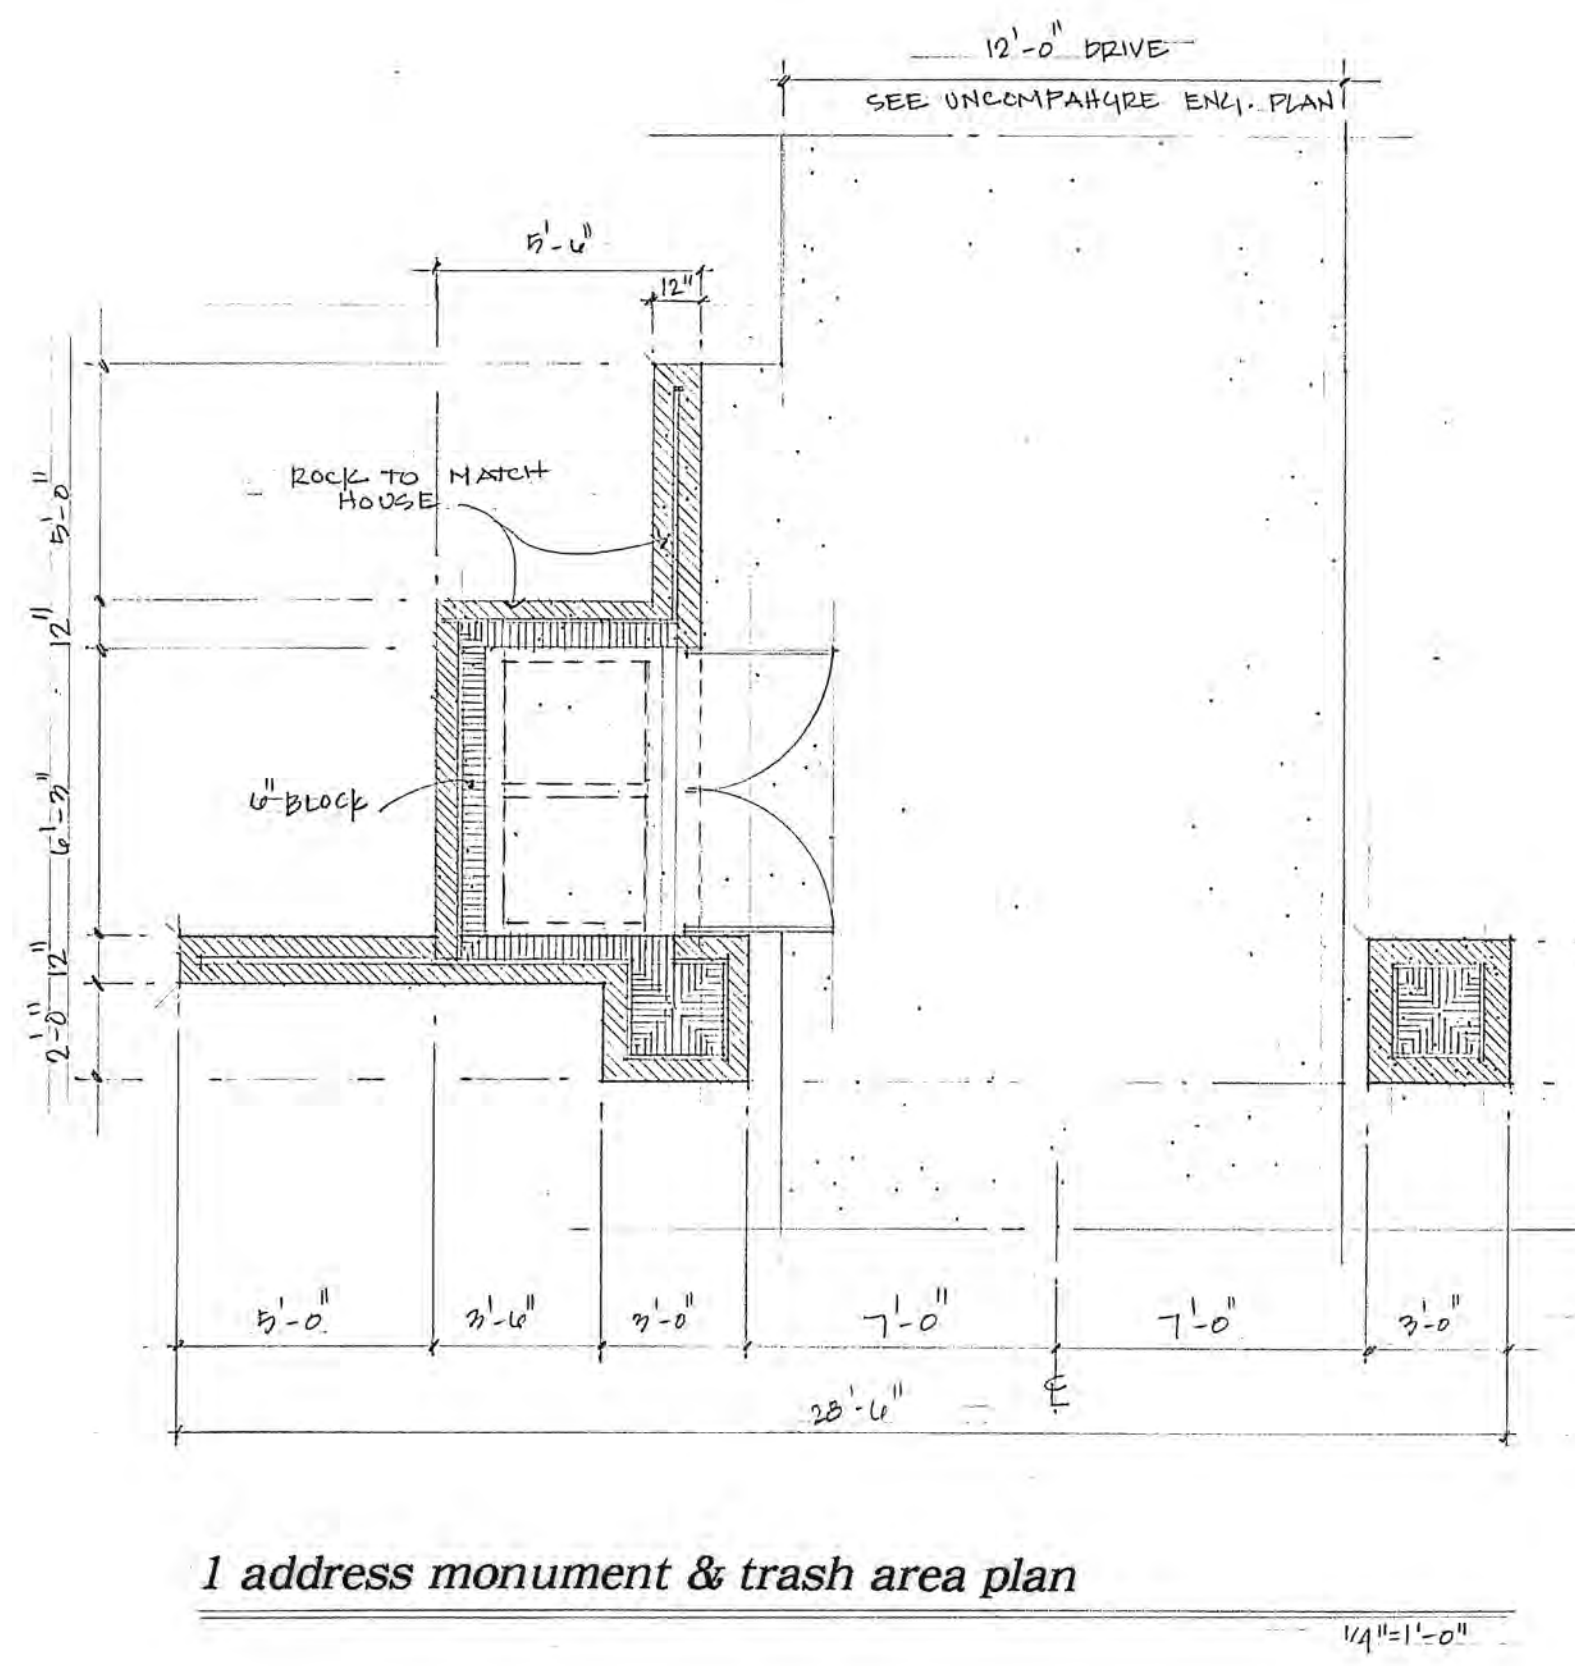 12'-0" DRIVE
SEE UNCOMPAHGRE ENG. PLAN
5'-6"
12"
ROCK TO MATCH
HOUSE
5'-0"
12"
6"BLOCK
6'-3"
12"
2'-0"
5'-0"
3'-6"
3'-0"
7'-0"
7'-0"
3'-0"
℄
28'-6"
1 address monument & trash area plan
1/4"=1'-0"